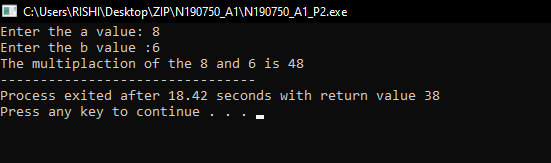 C:\Users\RISHI\Desktop\ZIP\N190750_A1\N190750_A1_P2.exe
Enter the a value: 8
Enter the b value :6
The multiplaction of the 8 and 6 is 48
--------------------------------
Process exited after 18.42 seconds with return value 38
Press any key to continue . . .